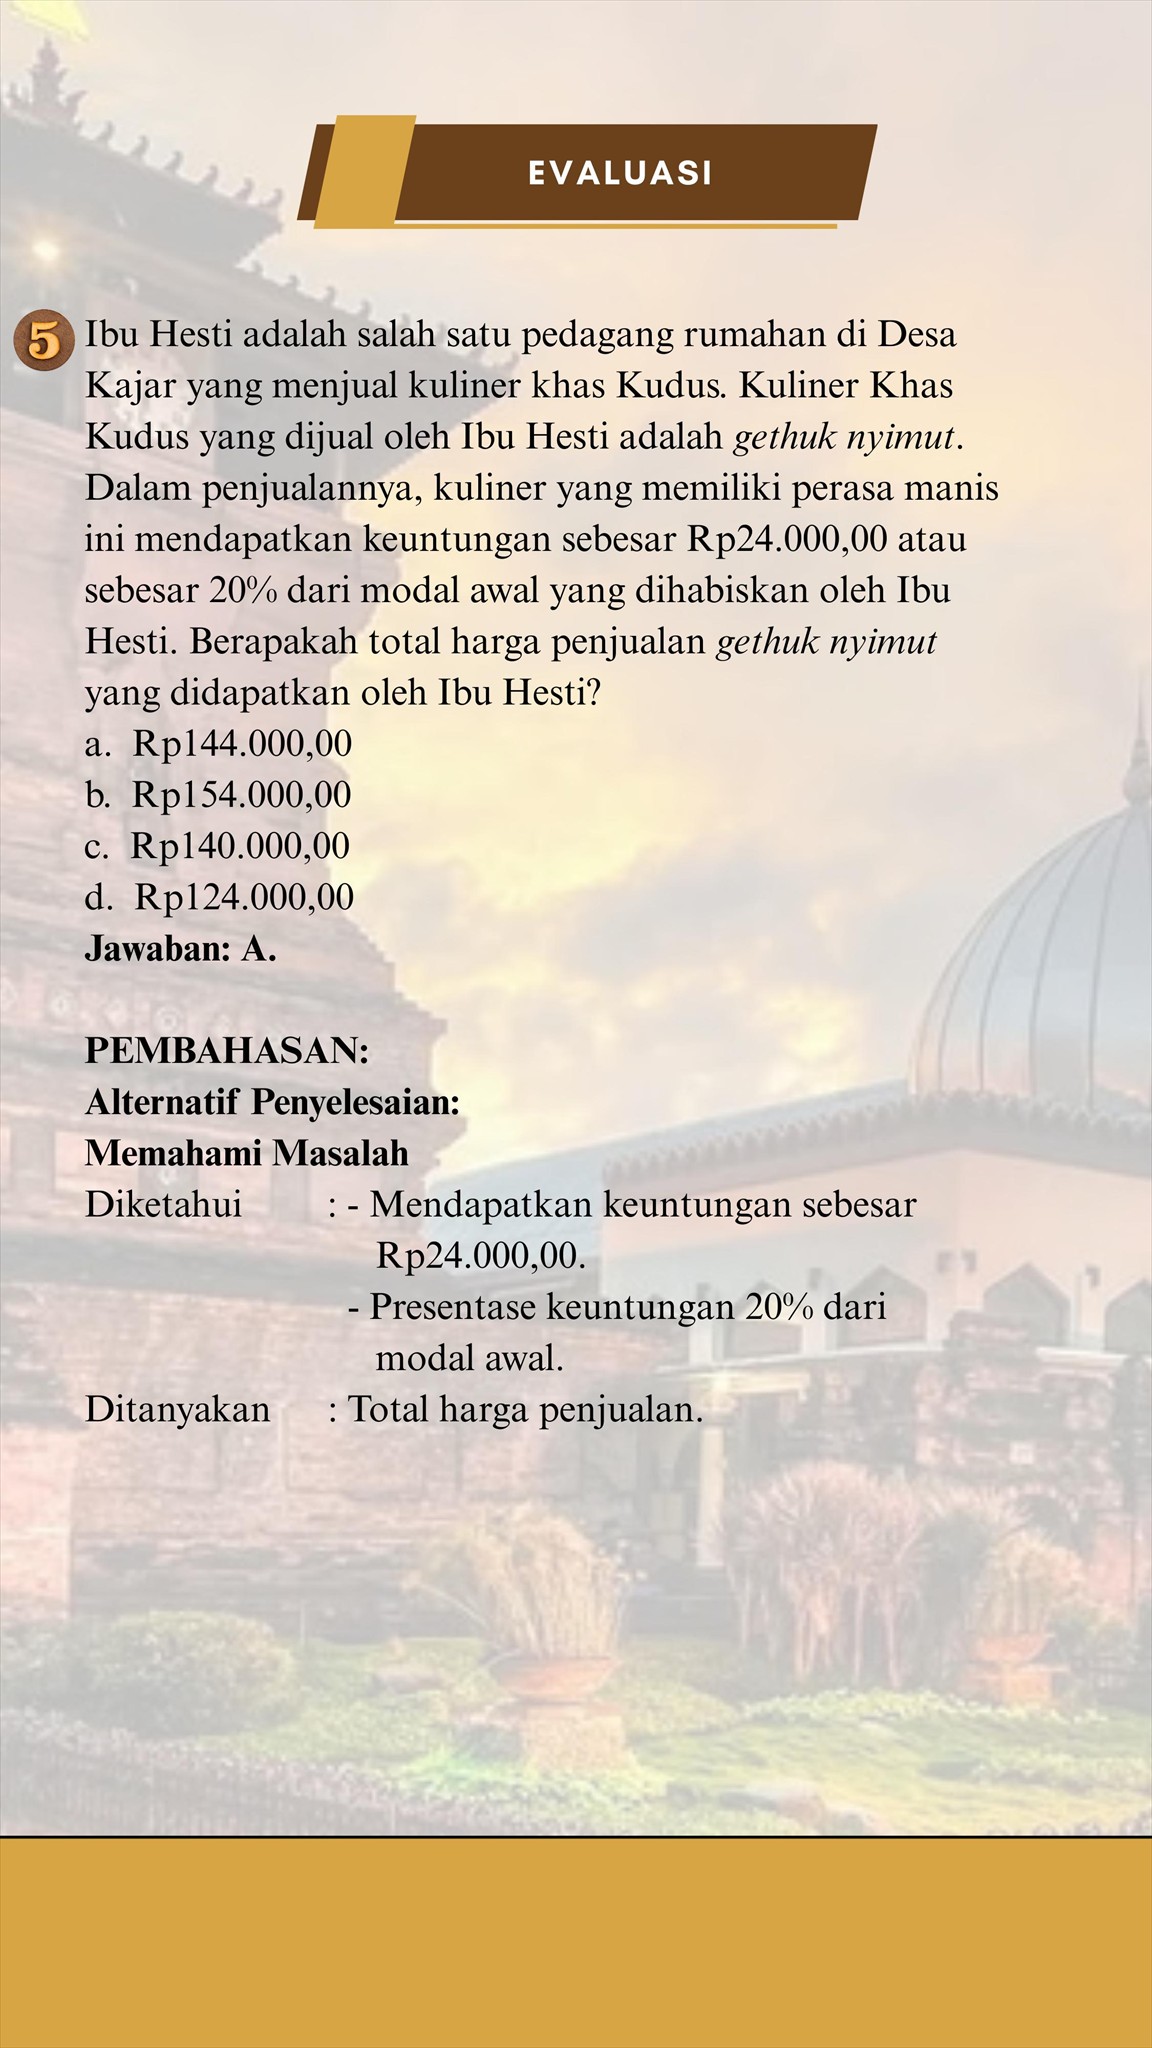 EVALUASI
5 Ibu Hesti adalah salah satu pedagang rumahan di Desa
Kajar yang menjual kuliner khas Kudus. Kuliner Khas
Kudus yang dijual oleh Ibu Hesti adalah gethuk nyimut.
Dalam penjualannya, kuliner yang memiliki perasa manis
ini mendapatkan keuntungan sebesar Rp24.000,00 atau
sebesar 20% dari modal awal yang dihabiskan oleh Ibu
Hesti. Berapakah total harga penjualan gethuk nyimut
yang didapatkan oleh Ibu Hesti?
a. Rp144.000,00
b. Rp154.000,00
c. Rp140.000,00
d. Rp124.000,00
Jawaban: A.
PEMBAHASAN:
Alternatif Penyelesaian:
Memahami Masalah
Diketahui : - Mendapatkan keuntungan sebesar
Rp24.000,00.
- Presentase keuntungan 20% dari
modal awal.
Ditanyakan : Total harga penjualan.